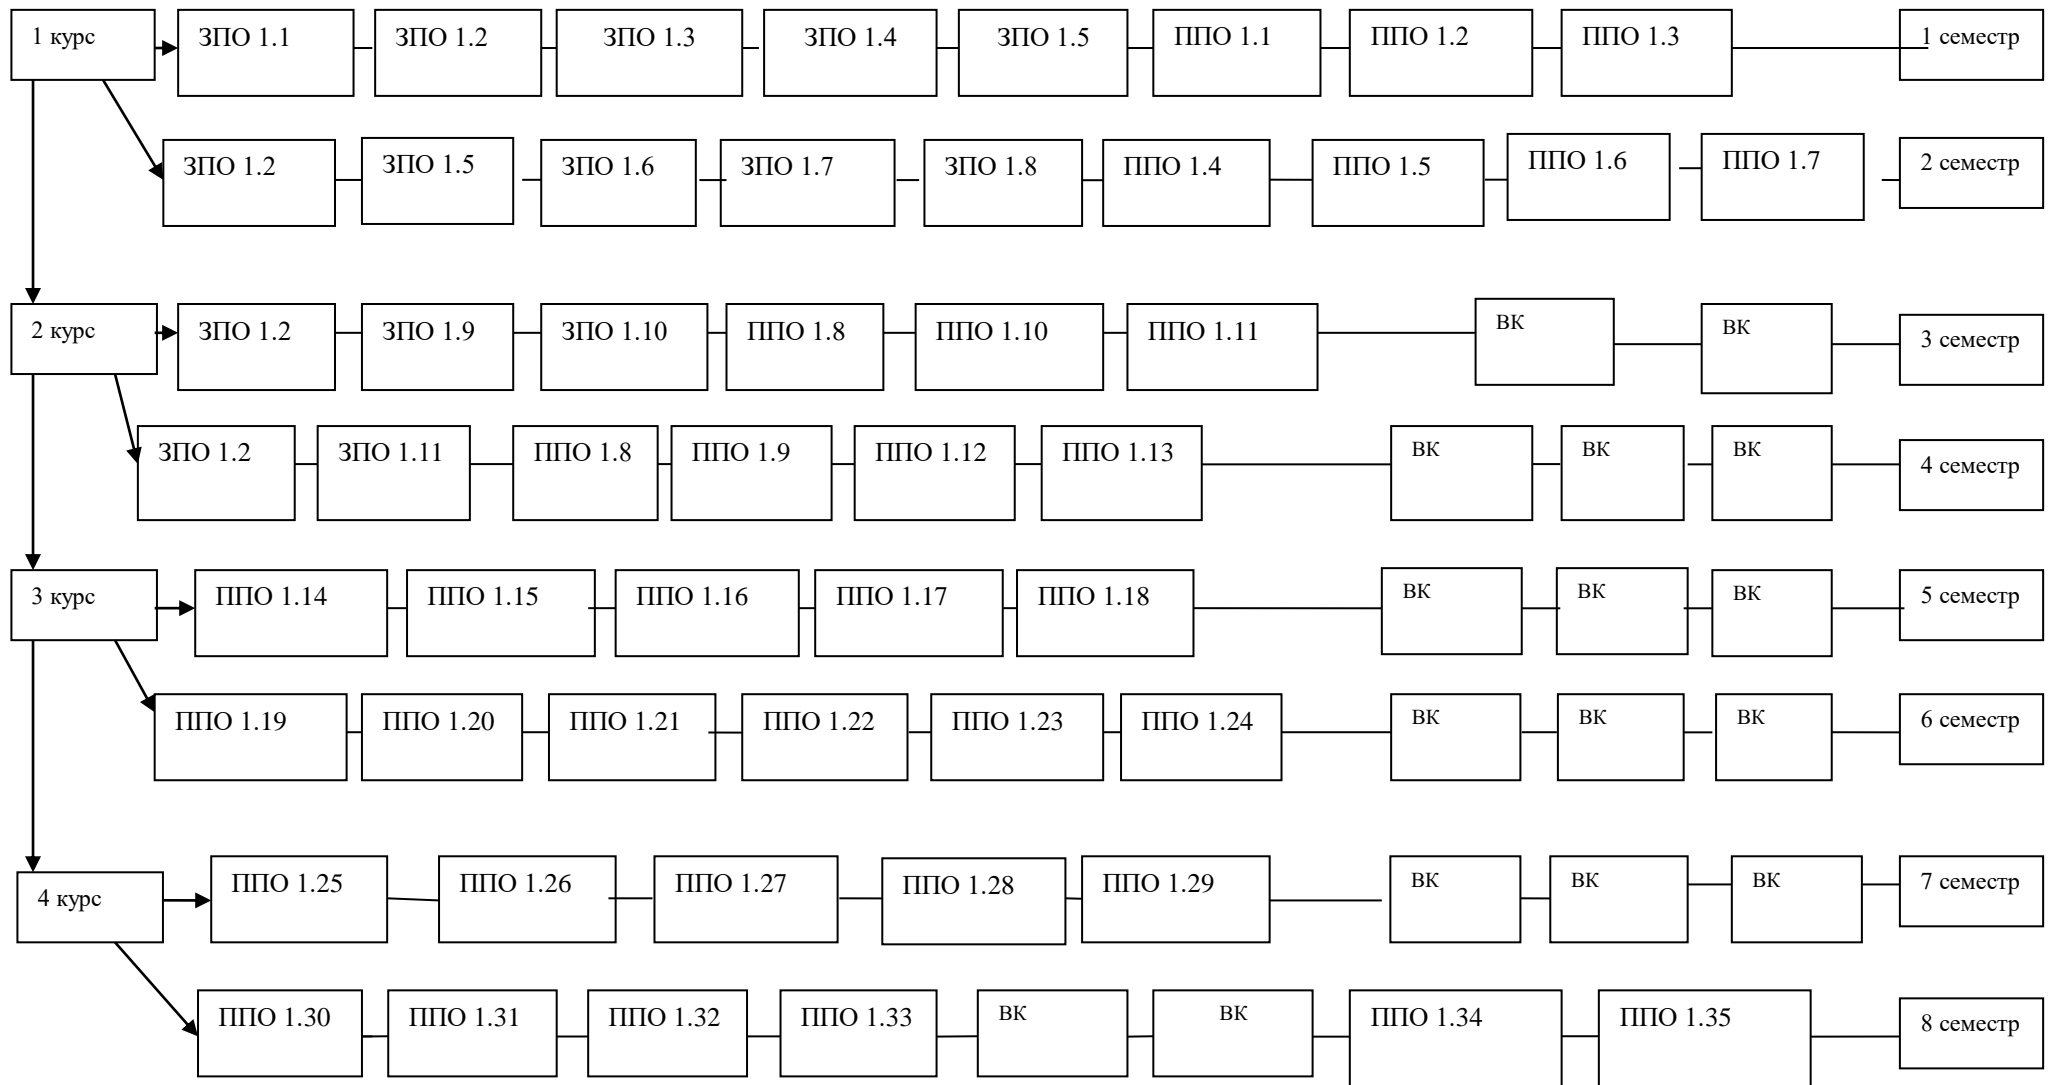 1 курс ЗПО 1.1 ЗПО 1.2 ЗПО 1.3 ЗПО 1.4 ЗПО 1.5 ППО 1.1 ППО 1.2 ППО 1.3 1 семестр
ЗПО 1.2 ЗПО 1.5 ЗПО 1.6 ЗПО 1.7 ЗПО 1.8 ППО 1.4 ППО 1.5 ППО 1.6 ППО 1.7 2 семестр
2 курс ЗПО 1.2 ЗПО 1.9 ЗПО 1.10 ППО 1.8 ППО 1.10 ППО 1.11 ВК ВК 3 семестр
ЗПО 1.2 ЗПО 1.11 ППО 1.8 ППО 1.9 ППО 1.12 ППО 1.13 ВК ВК ВК 4 семестр
3 курс ППО 1.14 ППО 1.15 ППО 1.16 ППО 1.17 ППО 1.18 ВК ВК ВК 5 семестр
ППО 1.19 ППО 1.20 ППО 1.21 ППО 1.22 ППО 1.23 ППО 1.24 ВК ВК ВК 6 семестр
4 курс ППО 1.25 ППО 1.26 ППО 1.27 ППО 1.28 ППО 1.29 ВК ВК ВК 7 семестр
ППО 1.30 ППО 1.31 ППО 1.32 ППО 1.33 ВК ВК ППО 1.34 ППО 1.35 8 семестр